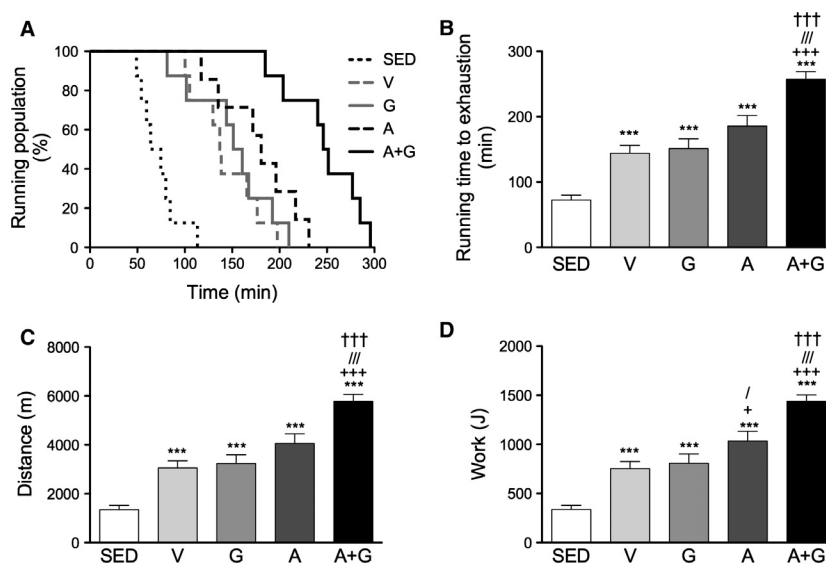 A
Running population
(%)
100
80
60
40
20
0
0
50
100
150
200
250
300
Time (min)
SED
V
G
A
A+G
B
Running time to exhaustion
(min)
300
200
100
0
***
***
***
†††
///
+++
***
SED
V
G
A
A+G
C
Distance (m)
8000
6000
4000
2000
0
***
***
***
†††
///
+++
***
SED
V
G
A
A+G
D
Work (J)
2000
1500
1000
500
0
***
***
/
+
***
†††
///
+++
***
SED
V
G
A
A+G